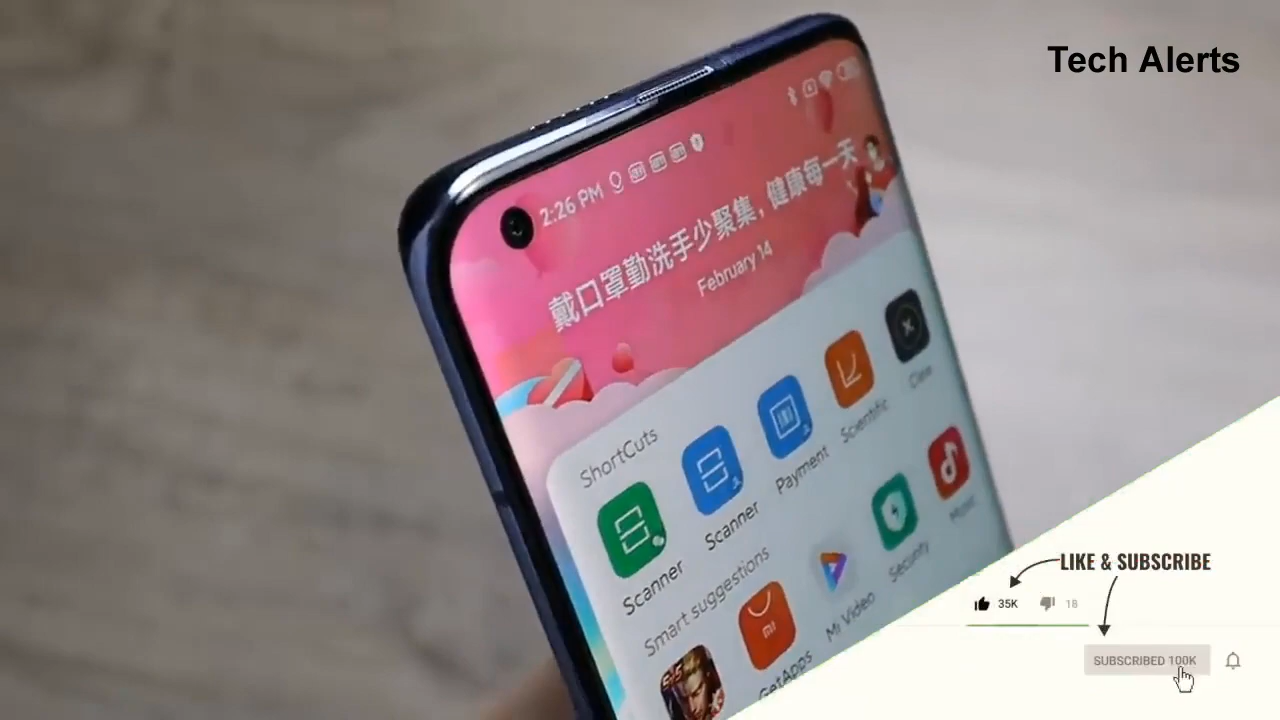 Tech Alerts
2:26 PM
戴口罩勤洗手少聚集,健康每一天
February 14
ShortCuts
Scanner
Scanner
Payment
Scientific
Smart suggestions
GetApps
Mi Video
Security
Music
LIKE & SUBSCRIBE
35K
18
SUBSCRIBED 100K